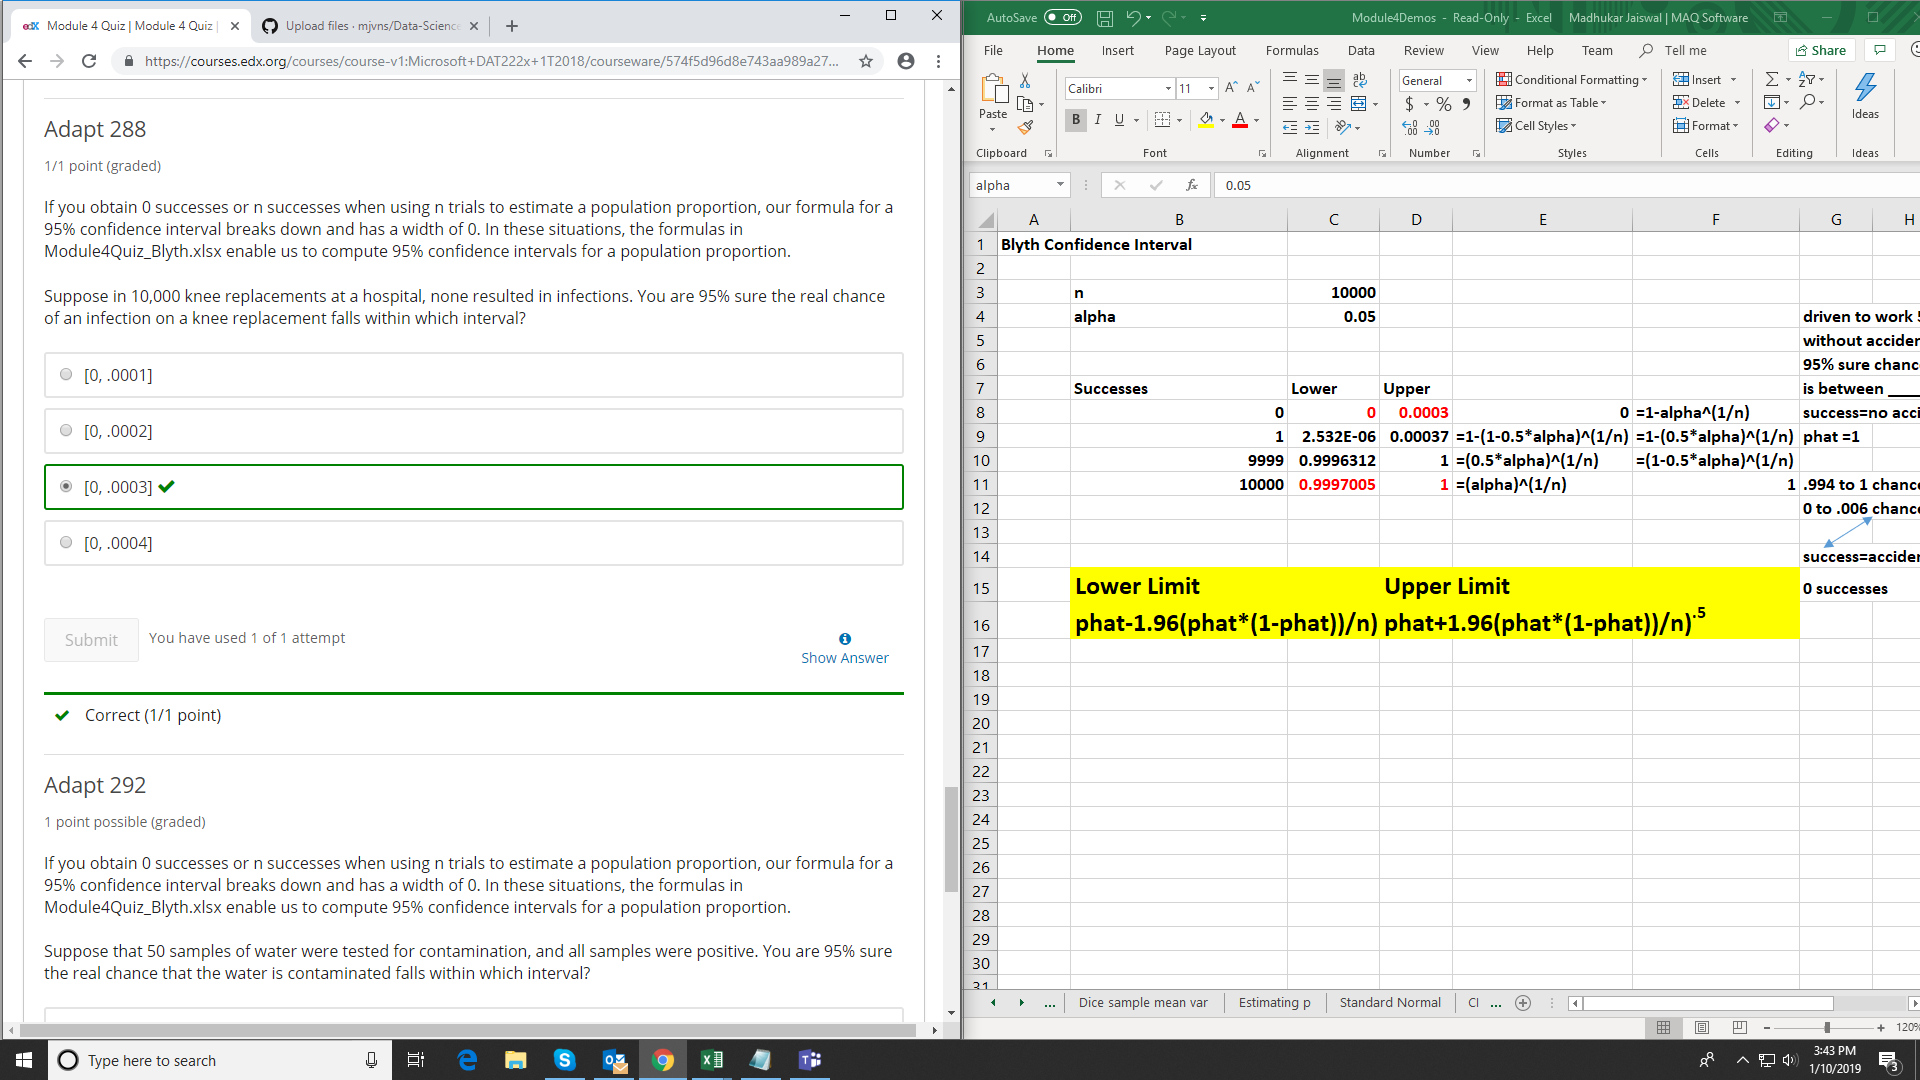 Module 4 Quiz | Module 4 Quiz |
Upload files · mjvns/Data-Science
https://courses.edx.org/courses/course-v1:Microsoft+DAT222x+1T2018/courseware/574f5d96d8e743aa989a27...
Adapt 288
1/1 point (graded)
If you obtain 0 successes or n successes when using n trials to estimate a population proportion, our formula for a
95% confidence interval breaks down and has a width of 0. In these situations, the formulas in
Module4Quiz_Blyth.xlsx enable us to compute 95% confidence intervals for a population proportion.
Suppose in 10,000 knee replacements at a hospital, none resulted in infections. You are 95% sure the real chance
of an infection on a knee replacement falls within which interval?
[0, .0001]
[0, .0002]
[0, .0003]
[0, .0004]
Submit
You have used 1 of 1 attempt
Show Answer
Correct (1/1 point)
Adapt 292
1 point possible (graded)
If you obtain 0 successes or n successes when using n trials to estimate a population proportion, our formula for a
95% confidence interval breaks down and has a width of 0. In these situations, the formulas in
Module4Quiz_Blyth.xlsx enable us to compute 95% confidence intervals for a population proportion.
Suppose that 50 samples of water were tested for contamination, and all samples were positive. You are 95% sure
the real chance that the water is contaminated falls within which interval?
AutoSave Off
Module4Demos - Read-Only - Excel
Madhukar Jaiswal | MAQ Software
File Home Insert Page Layout Formulas Data Review View Help Team Tell me Share
Paste
Calibri 11
B I U
General
$ % ,
Conditional Formatting
Format as Table
Cell Styles
Insert
Delete
Format
Ideas
Clipboard Font Alignment Number Styles Cells Editing Ideas
alpha fx 0.05
A B C D E F G H
1 Blyth Confidence Interval
2
3 n 10000
4 alpha 0.05 driven to work
5 without acciden
6 95% sure chanc
7 Successes Lower Upper is between ____
8 0 0 0.0003 0 =1-alpha^(1/n) success=no acci
9 1 2.532E-06 0.00037 =1-(1-0.5*alpha)^(1/n) =1-(0.5*alpha)^(1/n) phat =1
10 9999 0.9996312 1 =(0.5*alpha)^(1/n) =(1-0.5*alpha)^(1/n)
11 10000 0.9997005 1 =(alpha)^(1/n) 1 .994 to 1 chance
12 0 to .006 chance
13
14 success=acciden
15 Lower Limit Upper Limit 0 successes
16 phat-1.96(phat*(1-phat))/n) phat+1.96(phat*(1-phat))/n).5
17
18
19
20
21
22
23
24
25
26
27
28
29
30
31
... Dice sample mean var Estimating p Standard Normal CI ...
120%
Type here to search
3:43 PM
1/10/2019
3